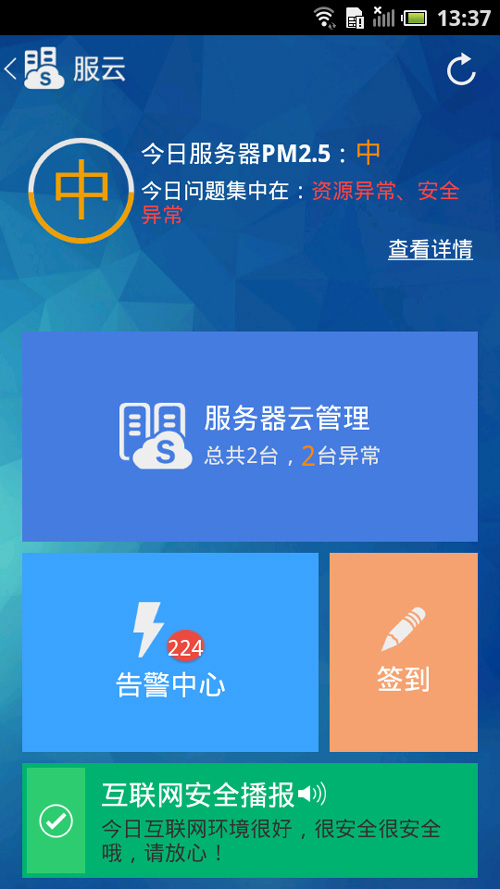 13:37
服云
中
今日服务器PM2.5：中
今日问题集中在：资源异常、安全
异常
查看详情
S
服务器云管理
总共2台，2台异常
224
告警中心
签到
互联网安全播报
今日互联网环境很好，很安全很安全
哦，请放心！